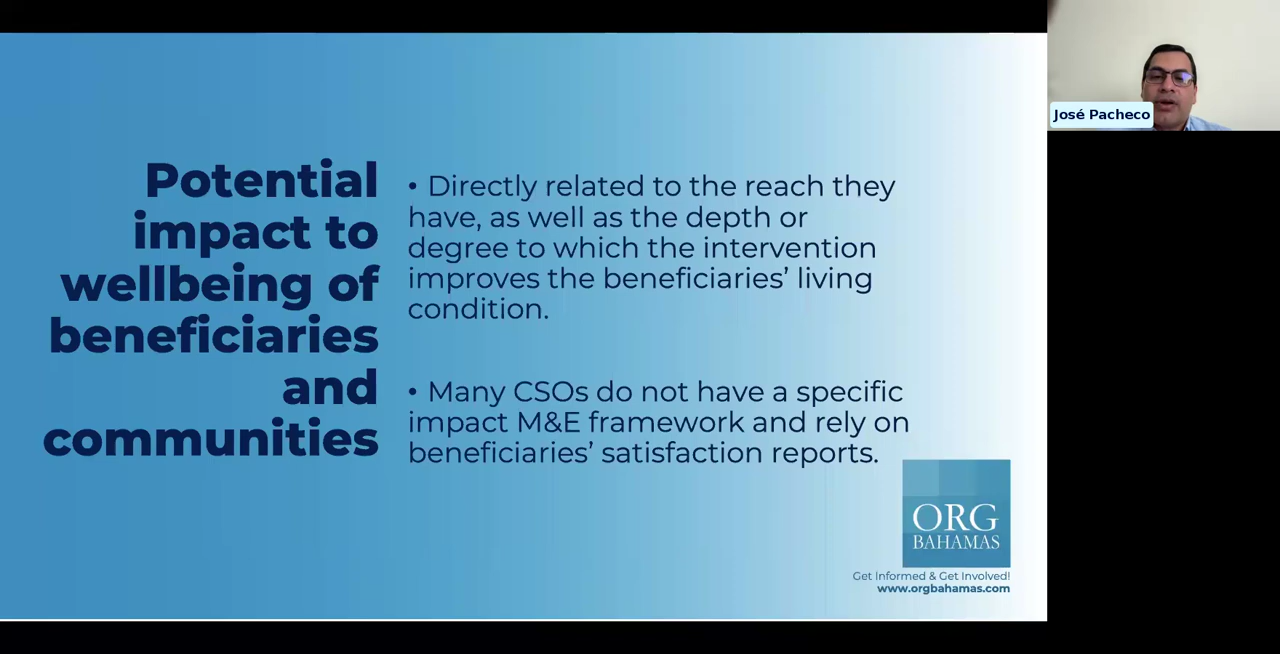 Potential
impact to
wellbeing of
beneficiaries
and
communities
• Directly related to the reach they
have, as well as the depth or
degree to which the intervention
improves the beneficiaries’ living
condition.
• Many CSOs do not have a specific
impact M&E framework and rely on
beneficiaries’ satisfaction reports.
ORG
BAHAMAS
Get Informed & Get Involved!
www.orgbahamas.com
José Pacheco